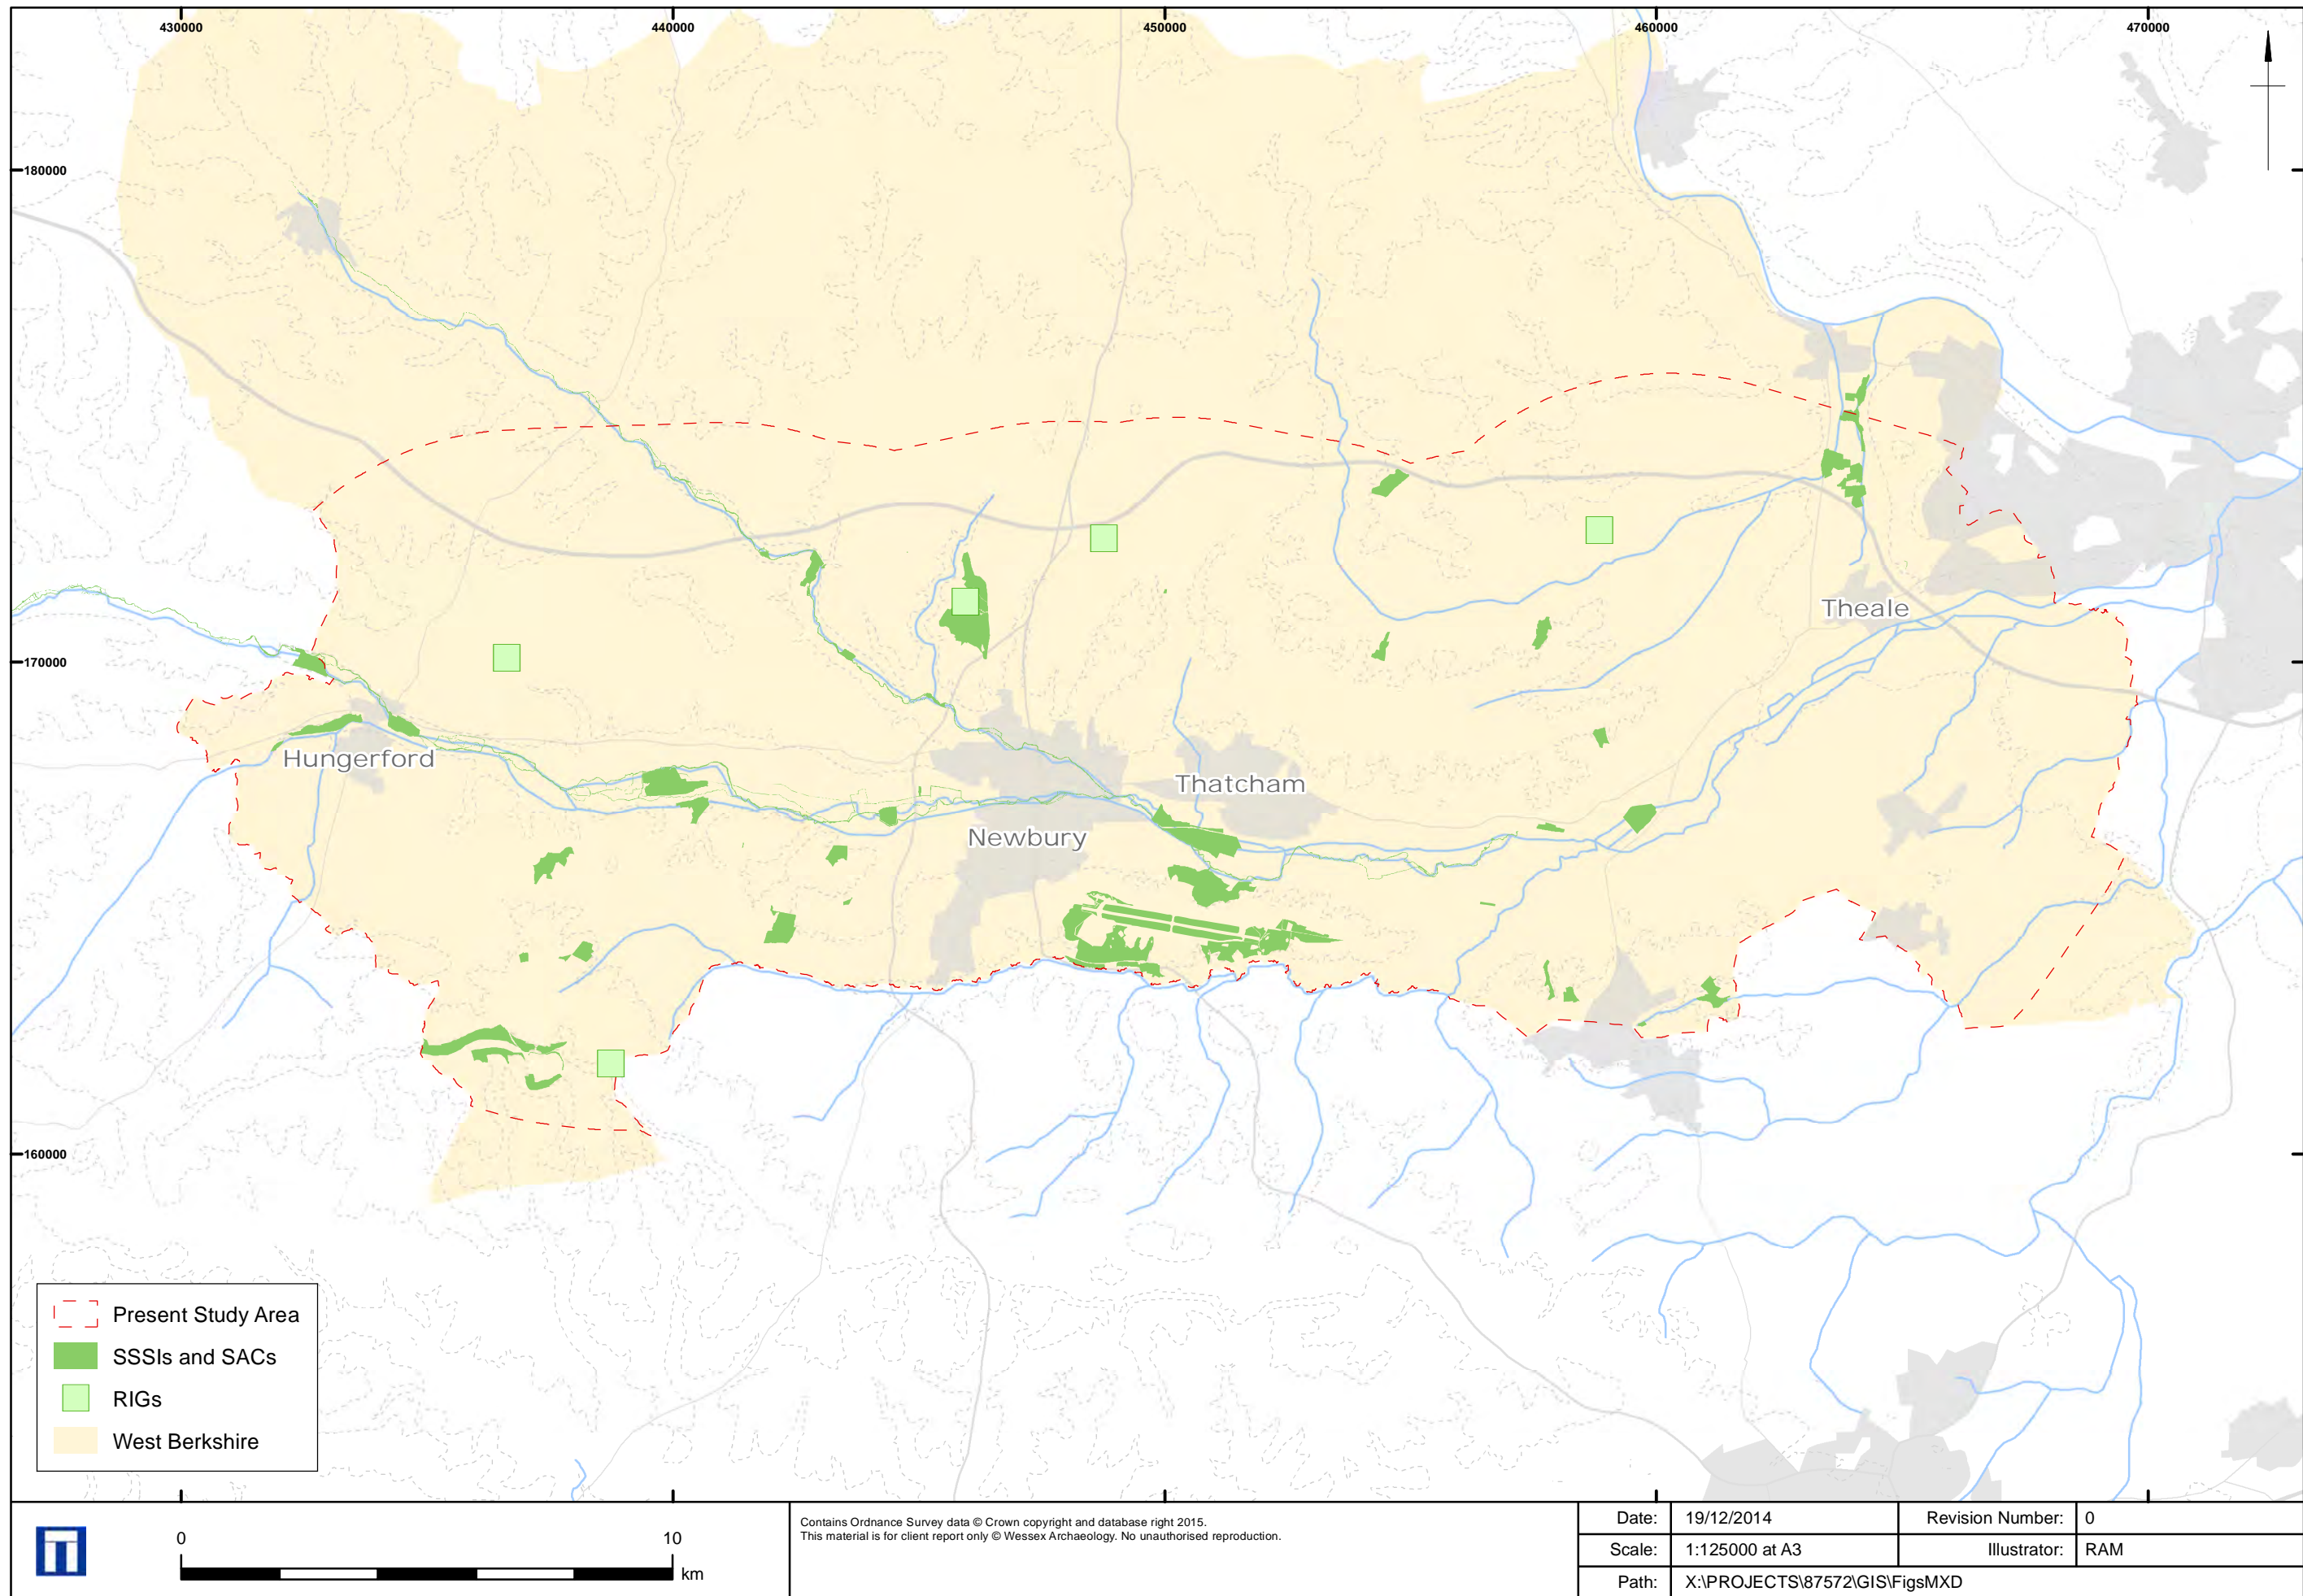 430000 440000 450000 460000 470000
180000
170000
160000
Theale
Hungerford
Thatcham
Newbury
Present Study Area
SSSIs and SACs
RIGs
West Berkshire
0 10
km
Contains Ordnance Survey data © Crown copyright and database right 2015.
This material is for client report only © Wessex Archaeology. No unauthorised reproduction.
Date: 19/12/2014 Revision Number: 0
Scale: 1:125000 at A3 Illustrator: RAM
Path: X:\PROJECTS\87572\GIS\FigsMXD